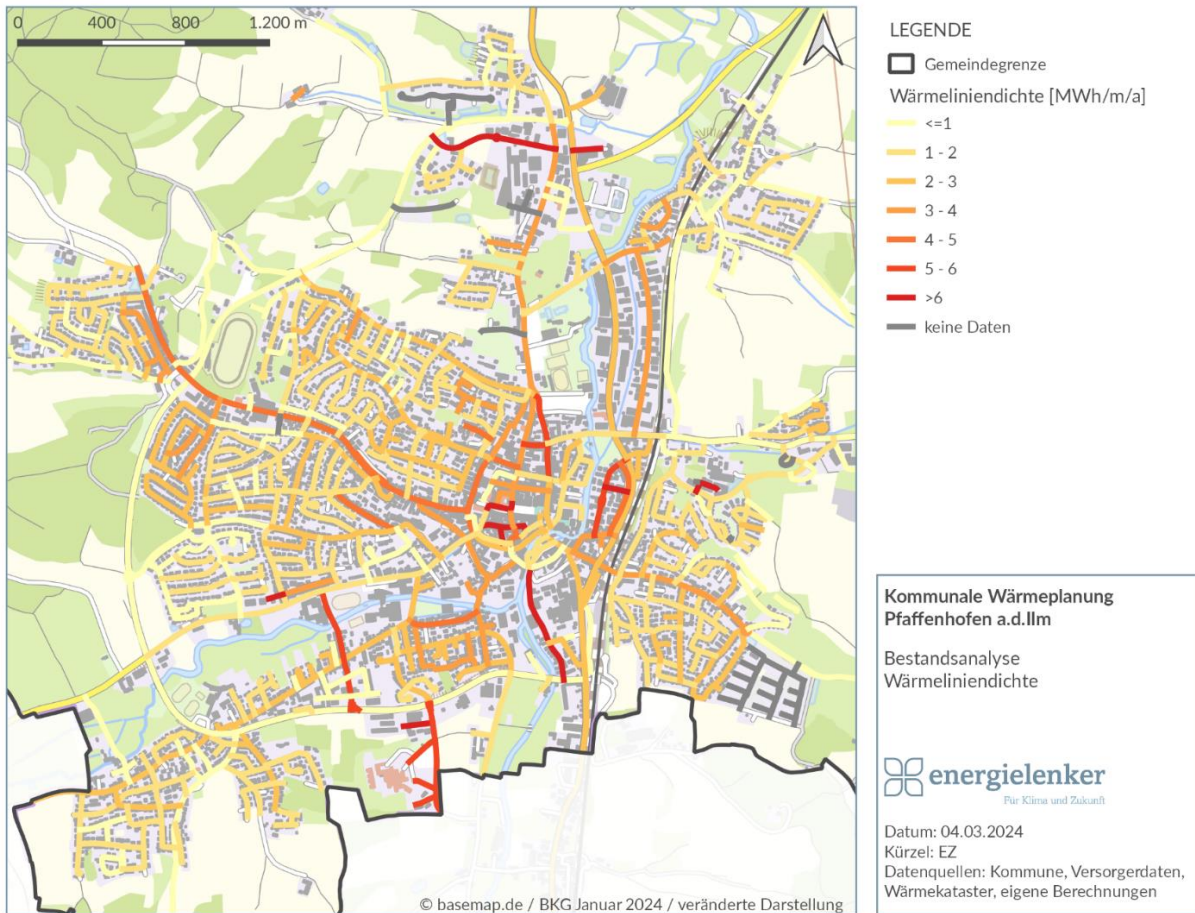 0 400 800 1.200 m
LEGENDE
Gemeindegrenze
Wärmeliniendichte [MWh/m/a]
<=1
1 - 2
2 - 3
3 - 4
4 - 5
5 - 6
>6
keine Daten
Kommunale Wärmeplanung
Pfaffenhofen a.d.Ilm
Bestandsanalyse
Wärmeliniendichte
energielenker
Für Klima und Zukunft
Datum: 04.03.2024
Kürzel: EZ
Datenquellen: Kommune, Versorgerdaten,
Wärmekataster, eigene Berechnungen
© basemap.de / BKG Januar 2024 / veränderte Darstellung